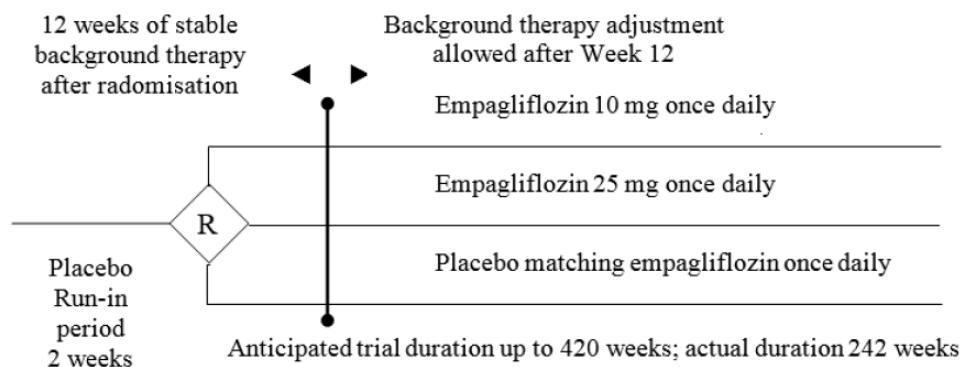 12 weeks of stable
background therapy
after radomisation
Background therapy adjustment
allowed after Week 12
Empagliflozin 10 mg once daily
Empagliflozin 25 mg once daily
R
Placebo matching empagliflozin once daily
Placebo
Run-in
period
2 weeks
Anticipated trial duration up to 420 weeks; actual duration 242 weeks